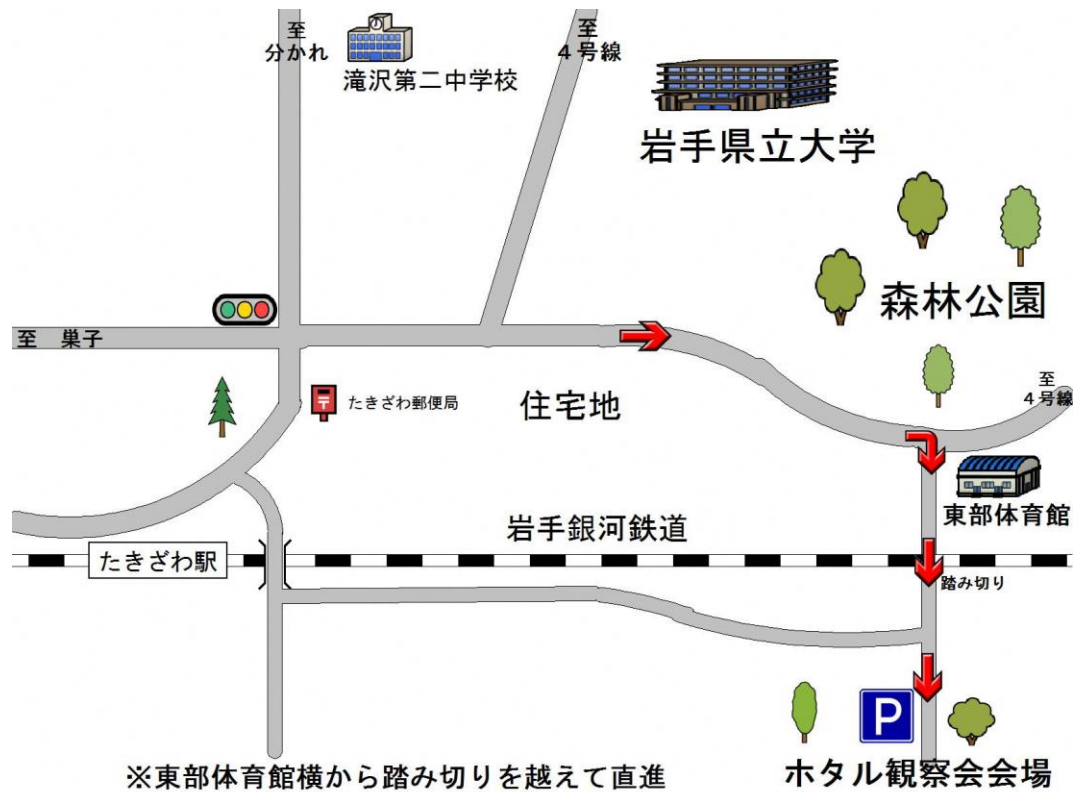 至
分かれ
滝沢第二中学校
至
４号線
岩手県立大学
森林公園
至　巣子
たきざわ郵便局
住宅地
至
４号線
東部体育館
岩手銀河鉄道
たきざわ駅
踏み切り
P
ホタル観察会会場
※東部体育館横から踏み切りを越えて直進